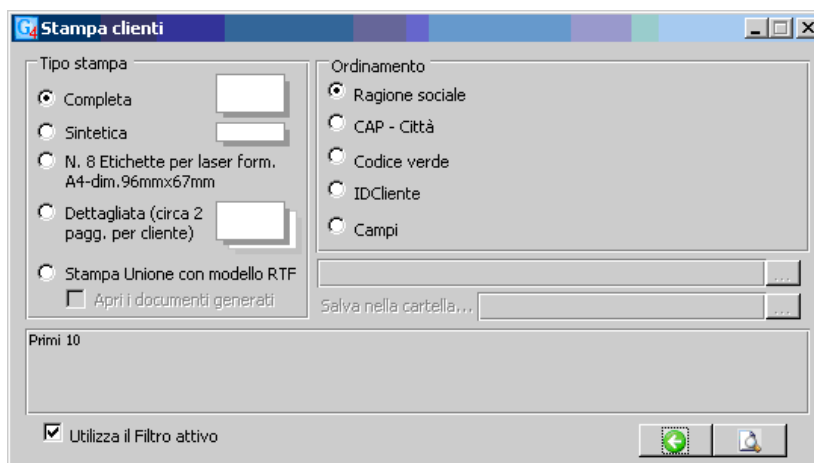 G4 Stampa clienti
Tipo stampa
Completa
Sintetica
N. 8 Etichette per laser form.
A4-dim.96mmx67mm
Dettagliata (circa 2
pagg. per cliente)
Stampa Unione con modello RTF
Apri i documenti generati
Ordinamento
Ragione sociale
CAP - Città
Codice verde
IDCliente
Campi
...
Salva nella cartella...
...
Primi 10
Utilizza il Filtro attivo